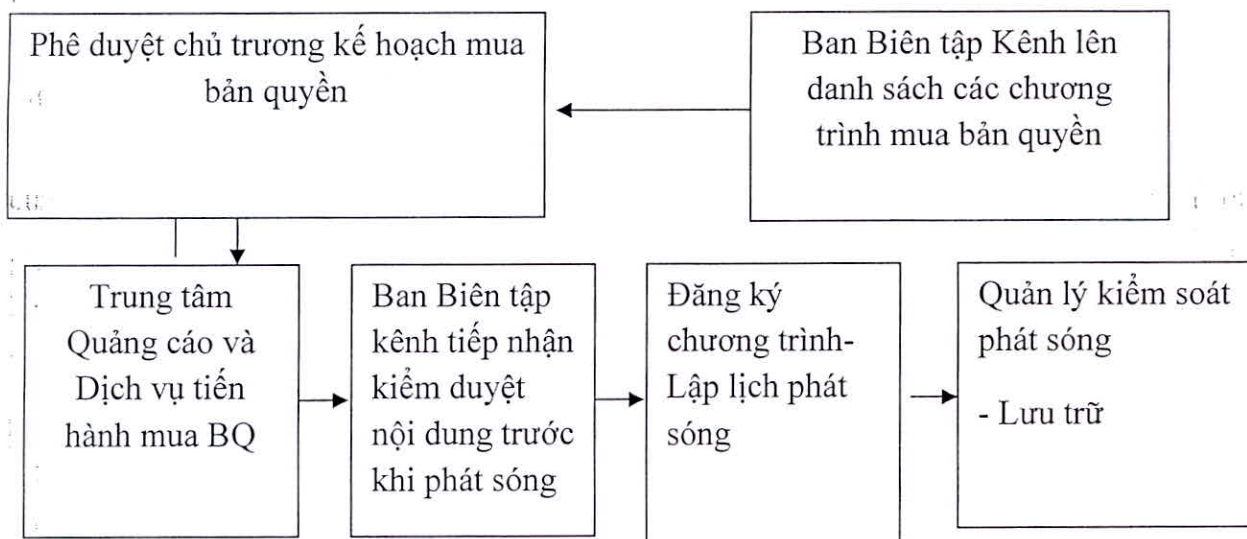 Phê duyệt chủ trương kế hoạch mua
bản quyền
Ban Biên tập Kênh lên
danh sách các chương
trình mua bản quyền
Trung tâm
Quảng cáo và
Dịch vụ tiến
hành mua BQ
Ban Biên tập
kênh tiếp nhận
kiểm duyệt
nội dung trước
khi phát sóng
Đăng ký
chương trình-
Lập lịch phát
sóng
Quản lý kiểm soát
phát sóng
- Lưu trữ